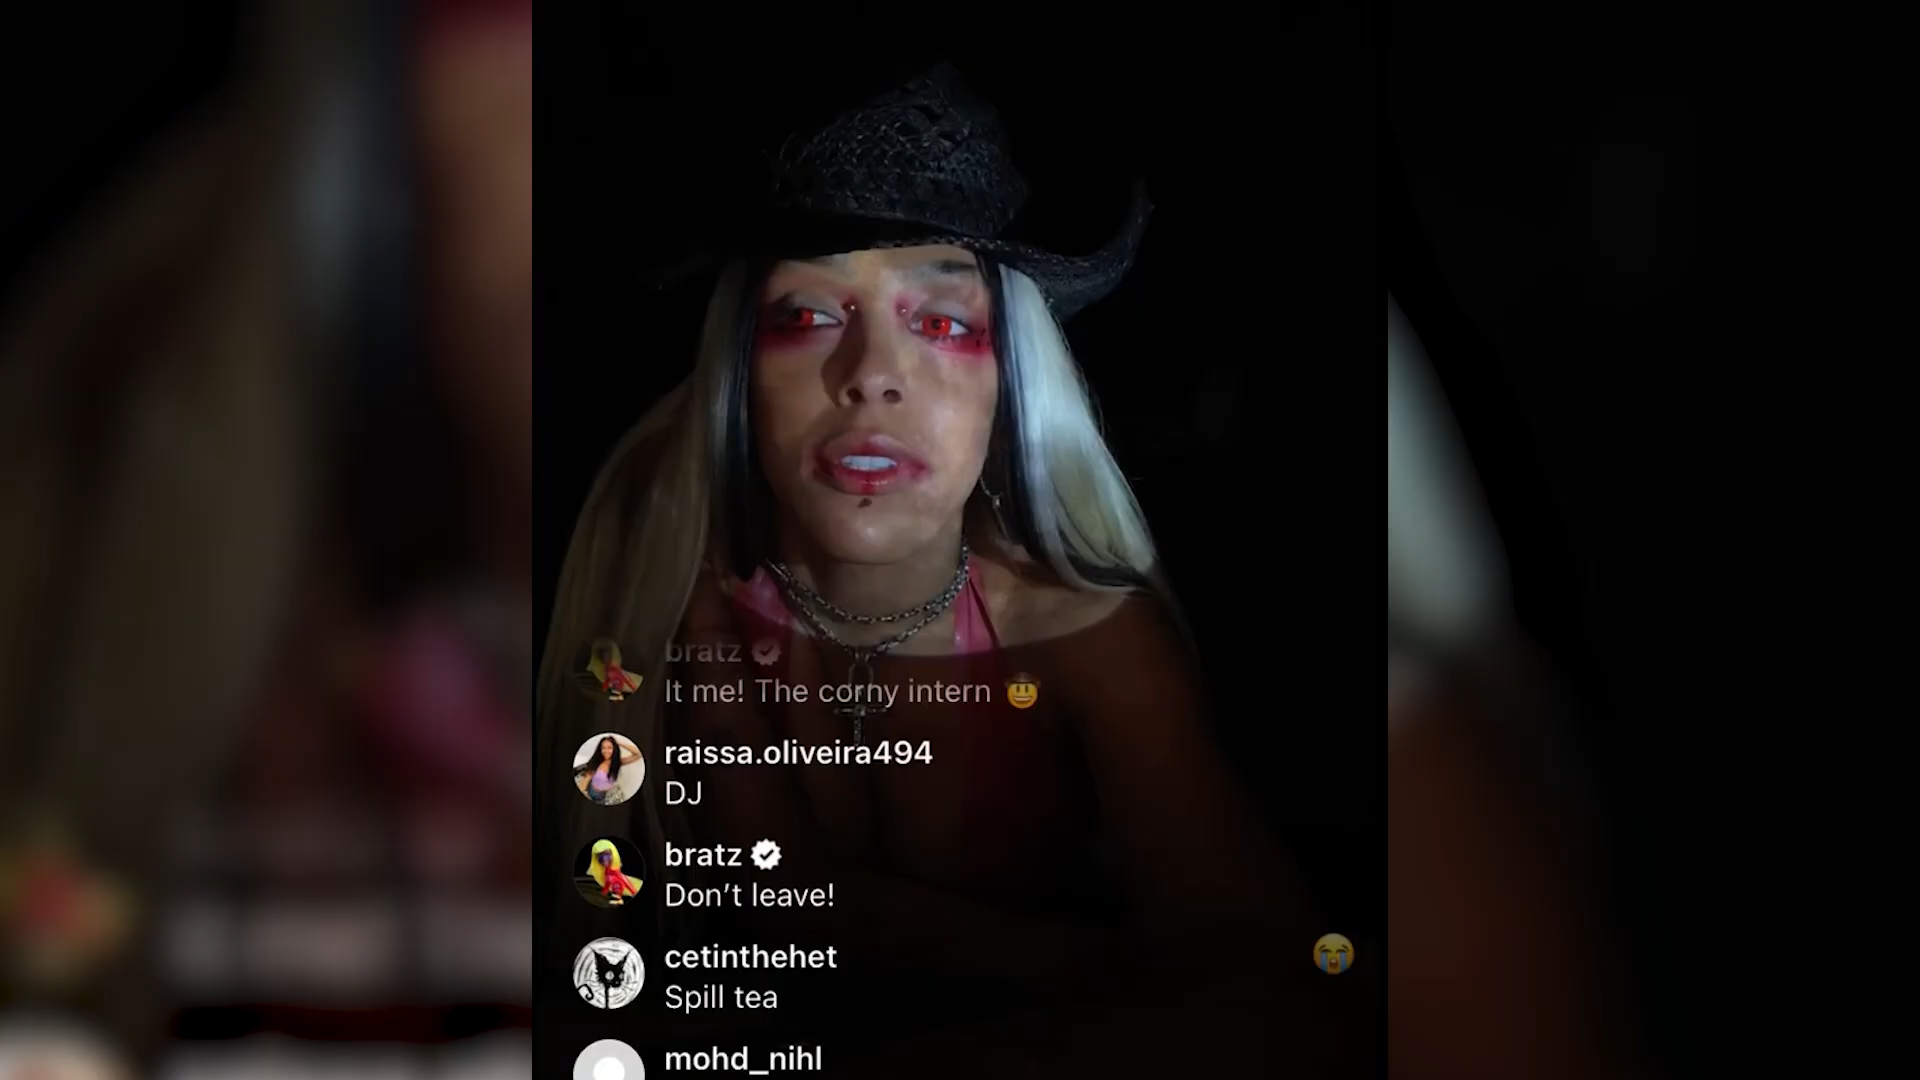 bratz
It me! The corny intern 🤠
raissa.oliveira494
DJ
bratz
Don't leave!
cetinthehet
Spill tea
mohd_nihl